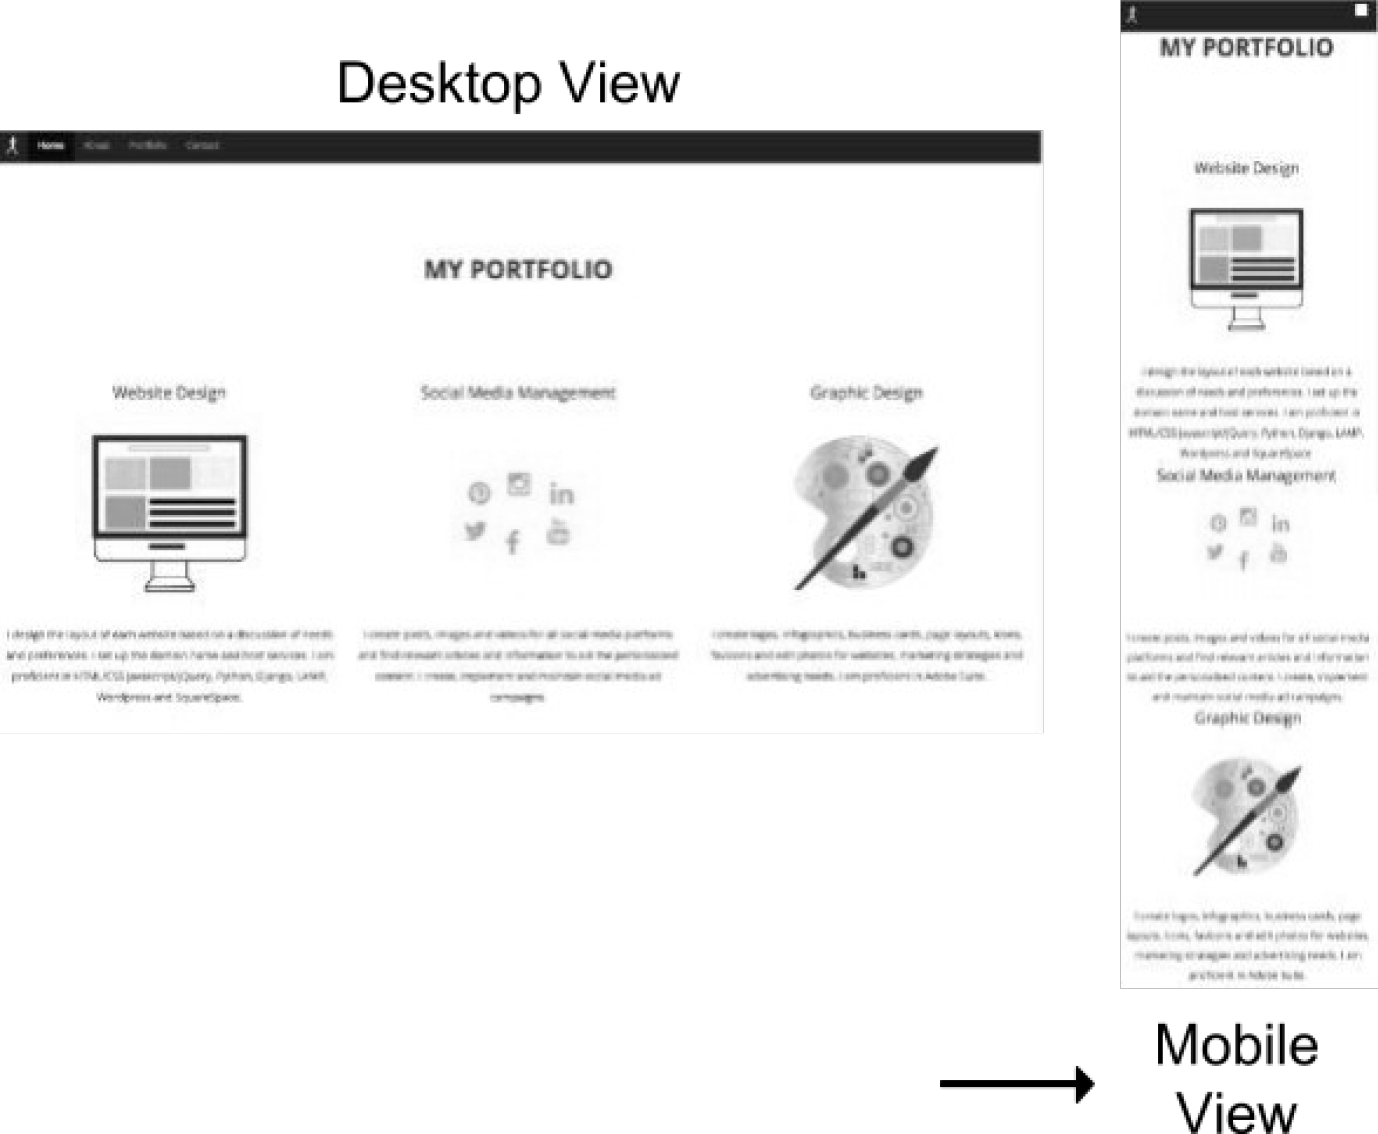 Desktop View
Home About Portfolio Contact
MY PORTFOLIO
Website Design
I design the layout of each website based on a discussion of needs
and preferences. I set up the domain name and host services. I am
proficient in HTML/CSS Javascript/jQuery, Python, Django, LAMP,
Wordpress and SquareSpace.
Social Media Management
in
f
I create posts, images and videos for all social media platforms
and find relevant articles and information to aid the personalized
content. I create, implement and maintain social media ad
campaigns.
Graphic Design
I create logos, infographics, business cards, page layouts, icons,
favicons and edit photos for websites, marketing strategies and
advertising needs. I am proficient in Adobe Suite.
MY PORTFOLIO
Website Design
I design the layout of each website based on a
discussion of needs and preferences. I set up the
domain name and host services. I am proficient in
HTML/CSS Javascript/jQuery, Python, Django, LAMP,
Wordpress and SquareSpace
Social Media Management
in
f
I create posts, images and videos for all social media
platforms and find relevant articles and information
to aid the personalized content. I create, implement
and maintain social media ad campaigns.
Graphic Design
I create logos, infographics, business cards, page
layouts, icons, favicons and edit photos for websites,
marketing strategies and advertising needs. I am
proficient in Adobe Suite.
Mobile
View